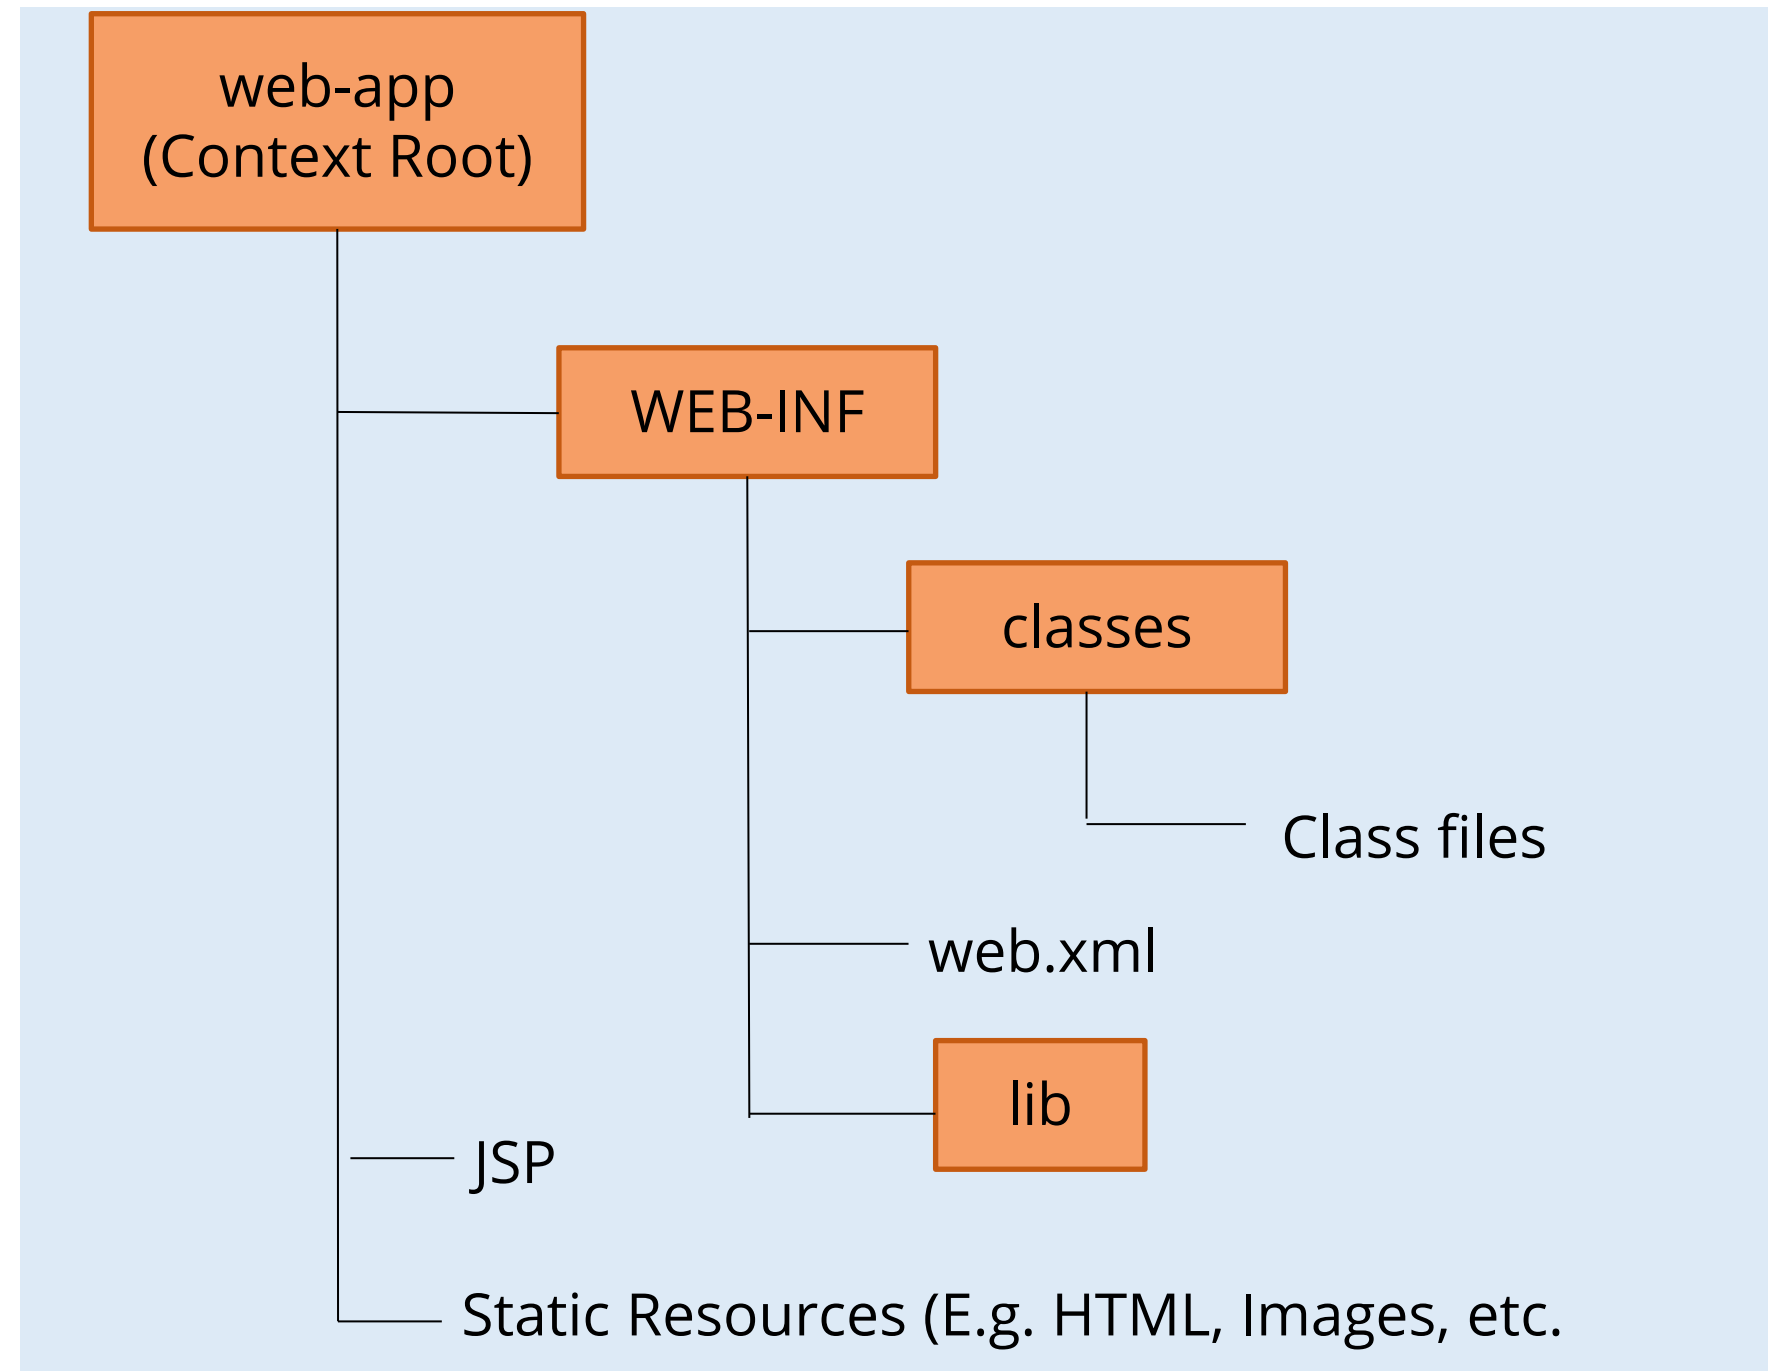 web-app
(Context Root)
WEB-INF
classes
Class files
web.xml
lib
JSP
Static Resources (E.g. HTML, Images, etc.